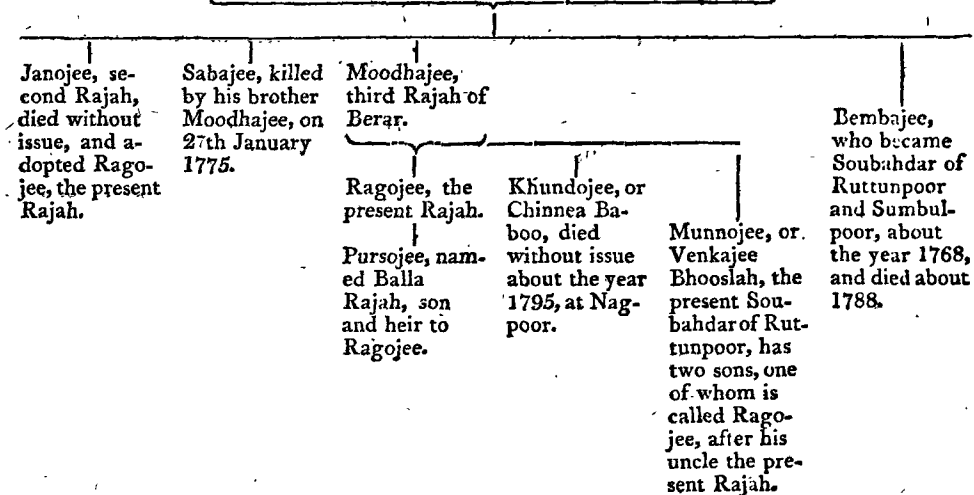 Janojee, se-
cond Rajah,
died without
issue, and a-
dopted Rago-
jee, the present
Rajah.
Sabajee, killed
by his brother
Moodhajee, on
27th January
1775.
Moodhajee,
third Rajah of
Berar.
Ragojee, the
present Rajah.
Pursojee, nam-
ed Balla
Rajah, son
and heir to
Ragojee.
Khundojee, or
Chinnea Ba-
boo, died
without issue
about the year
1795, at Nag-
poor.
Munnojee, or
Venkajee
Bhooslah, the
present Sou-
bahdar of Rut-
tunpoor, has
two sons, one
of whom is
called Rago-
jee, after his
uncle the pre-
sent Rajah.
Bembajee,
who became
Soubahdar of
Ruttunpoor
and Sumbul-
poor, about
the year 1768,
and died about
1788.